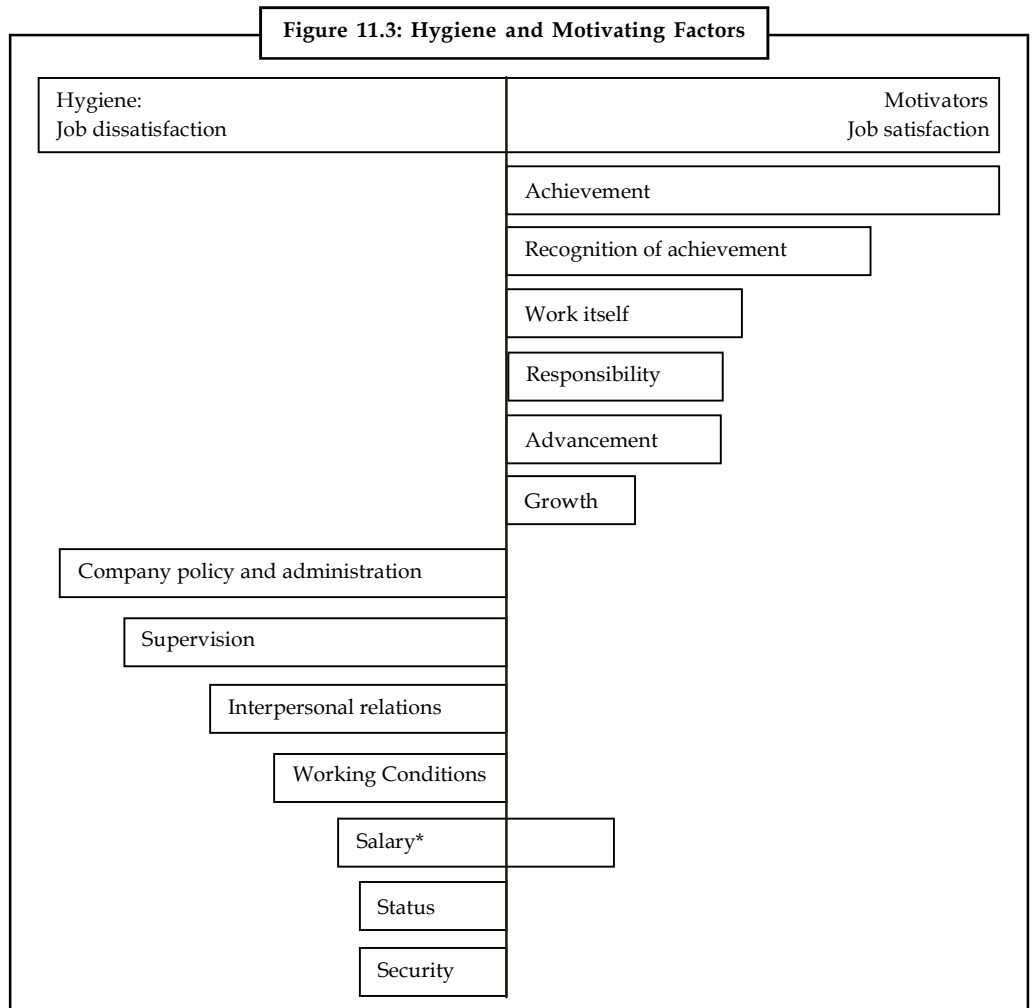 Figure 11.3: Hygiene and Motivating Factors
Hygiene:
Job dissatisfaction
Motivators
Job satisfaction
Achievement
Recognition of achievement
Work itself
Responsibility
Advancement
Growth
Company policy and administration
Supervision
Interpersonal relations
Working Conditions
Salary*
Status
Security